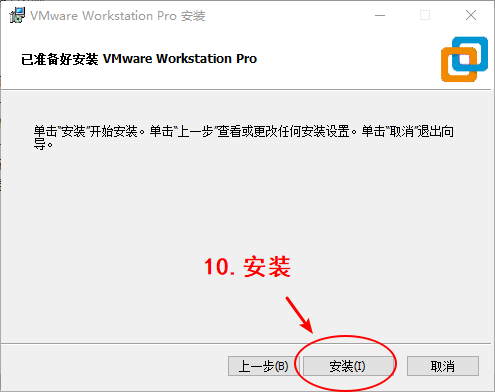 VMware Workstation Pro 安装
已准备好安装 VMware Workstation Pro
单击“安装”开始安装。单击“上一步”查看或更改任何安装设置。单击“取消”退出向
导。
10. 安装
上一步(B)
安装(I)
取消